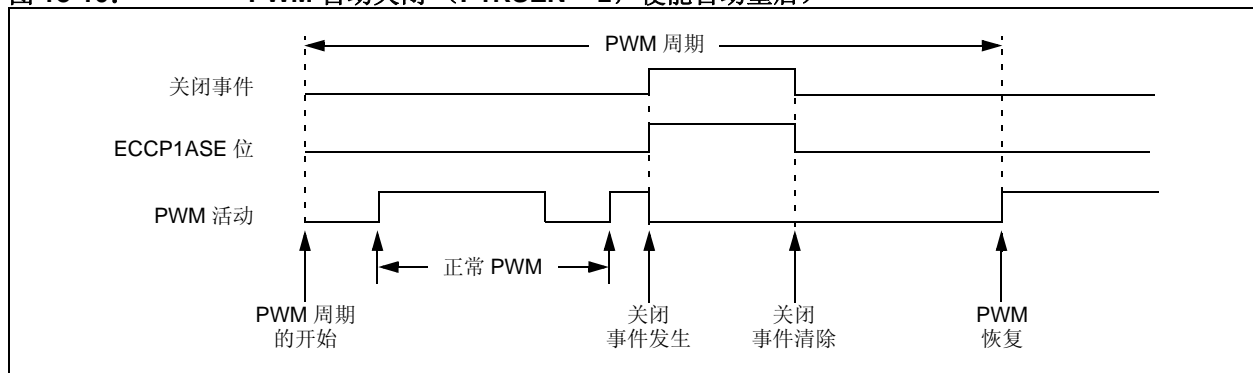 PWM 周期
关闭事件
ECCP1ASE 位
PWM 活动
正常 PWM
PWM 周期
的开始
关闭
事件发生
关闭
事件清除
PWM
恢复